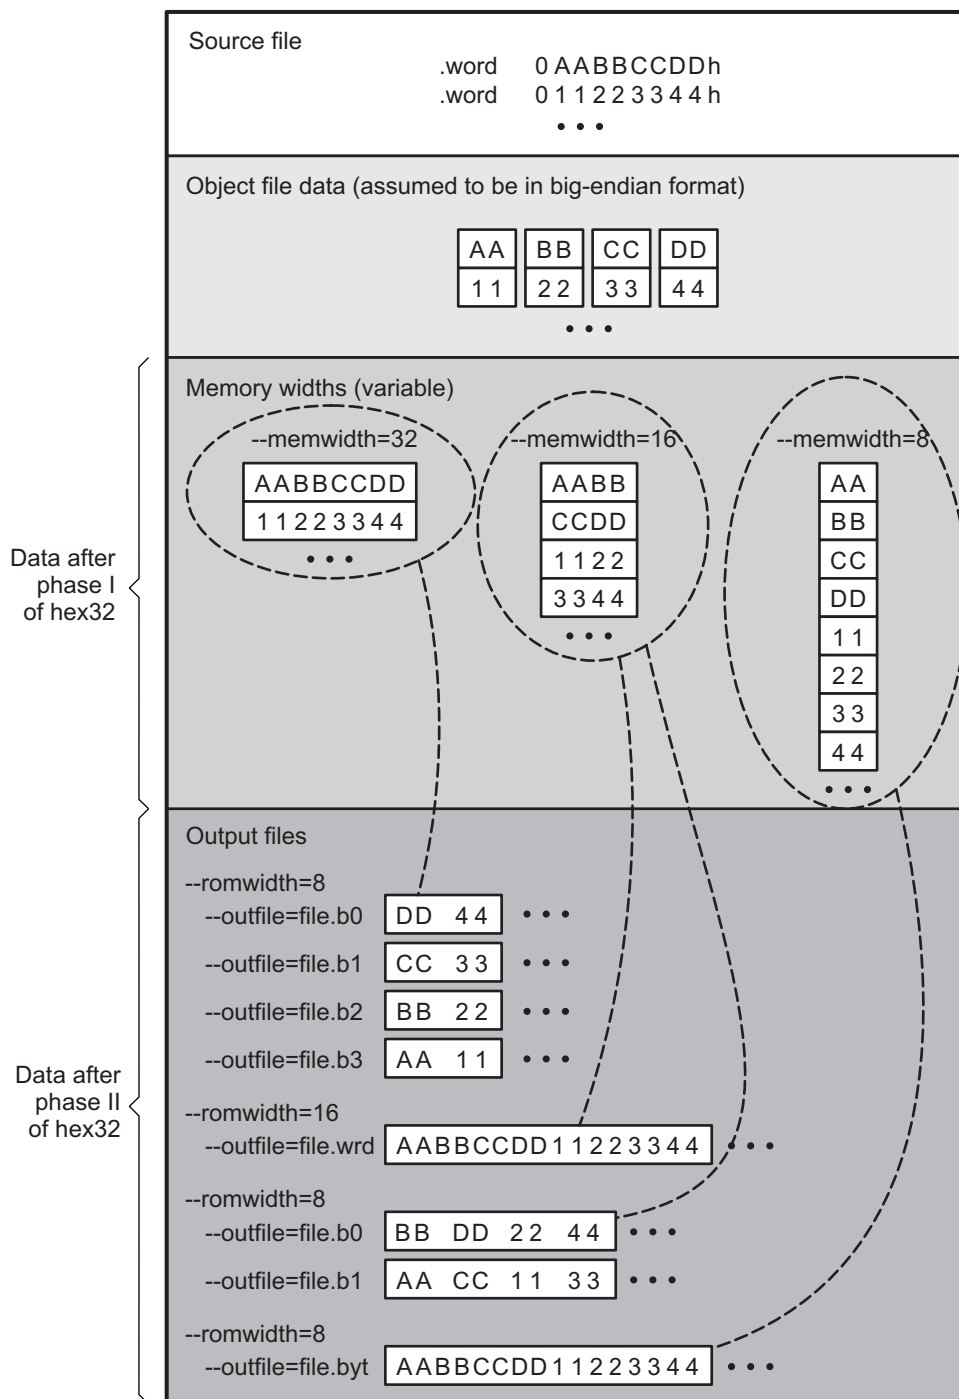 Source file
.word 0AABBCCDDh
.word 011223344h
• • •
Object file data (assumed to be in big-endian format)
AA BB CC DD
11 22 33 44
• • •
Memory widths (variable)
--memwidth=32 --memwidth=16 --memwidth=8
AABBCCDD
11223344
• • •
AABB
CCDD
1122
3344
• • •
AA
BB
CC
DD
11
22
33
44
• • •
Data after
phase I
of hex32
Output files
--romwidth=8
--outfile=file.b0 DD 44 • • •
--outfile=file.b1 CC 33 • • •
--outfile=file.b2 BB 22 • • •
--outfile=file.b3 AA 11 • • •
Data after
phase II
of hex32
--romwidth=16
--outfile=file.wrd AABBCCDD11223344 • • •
--romwidth=8
--outfile=file.b0 BB DD 22 44 • • •
--outfile=file.b1 AA CC 11 33 • • •
--romwidth=8
--outfile=file.byt AABBCCDD11223344 • • •